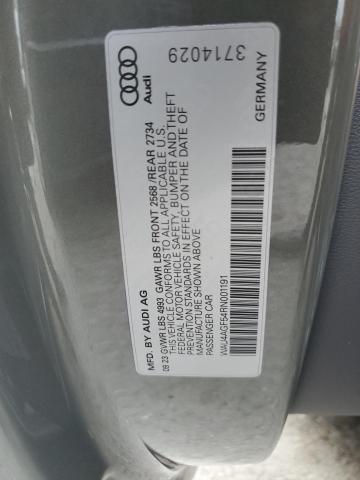 Audi
3714029
GERMANY
MFD. BY AUDI AG
09 23 GVWR LBS 4993 GAWR LBS FRONT 2568/REAR 2734
THIS VEHICLE CONFORMS TO ALL APPLICABLE U.S.
FEDERAL MOTOR VEHICLE SAFETY, BUMPER AND THEFT
PREVENTION STANDARDS IN EFFECT ON THE DATE OF
MANUFACTURE SHOWN ABOVE
PASSENGER CAR
WAU4AGF54RN001191